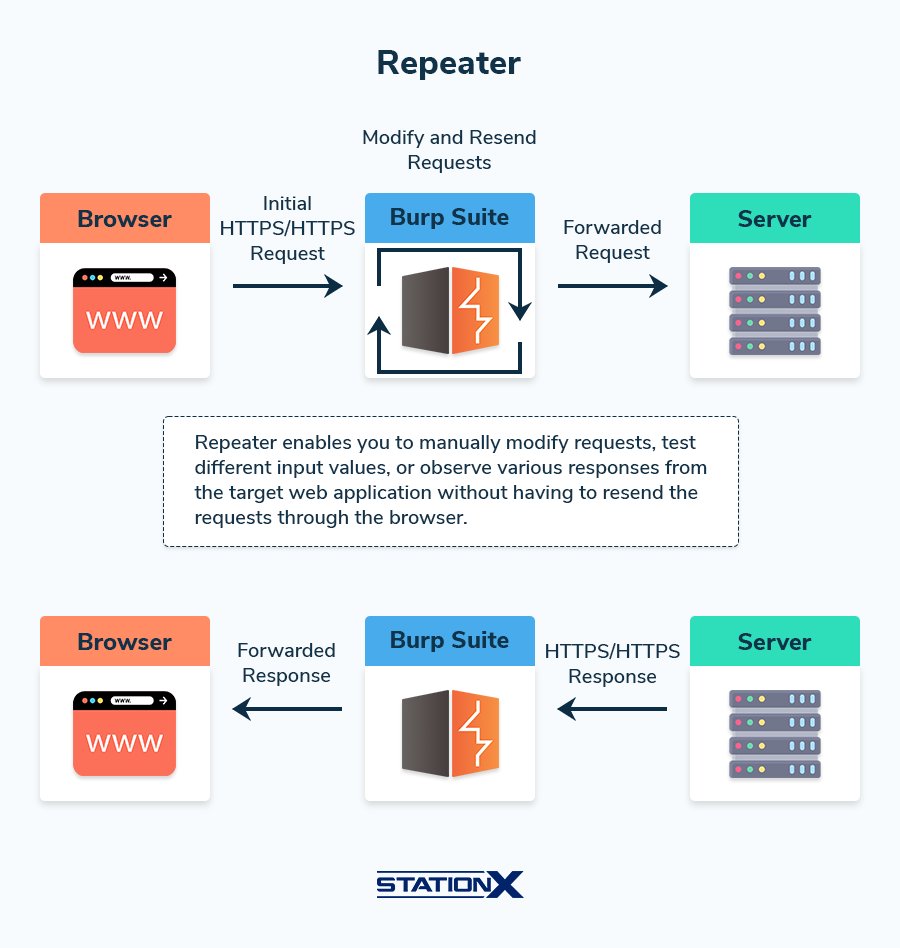 Repeater
Modify and Resend
Requests
Browser
Initial
HTTPS/HTTPS
Request
Burp Suite
Forwarded
Request
Server
www.
WWW
Repeater enables you to manually modify requests, test
different input values, or observe various responses from
the target web application without having to resend the
requests through the browser.
Browser
Forwarded
Response
Burp Suite
HTTPS/HTTPS
Response
Server
www.
WWW
STATIONX